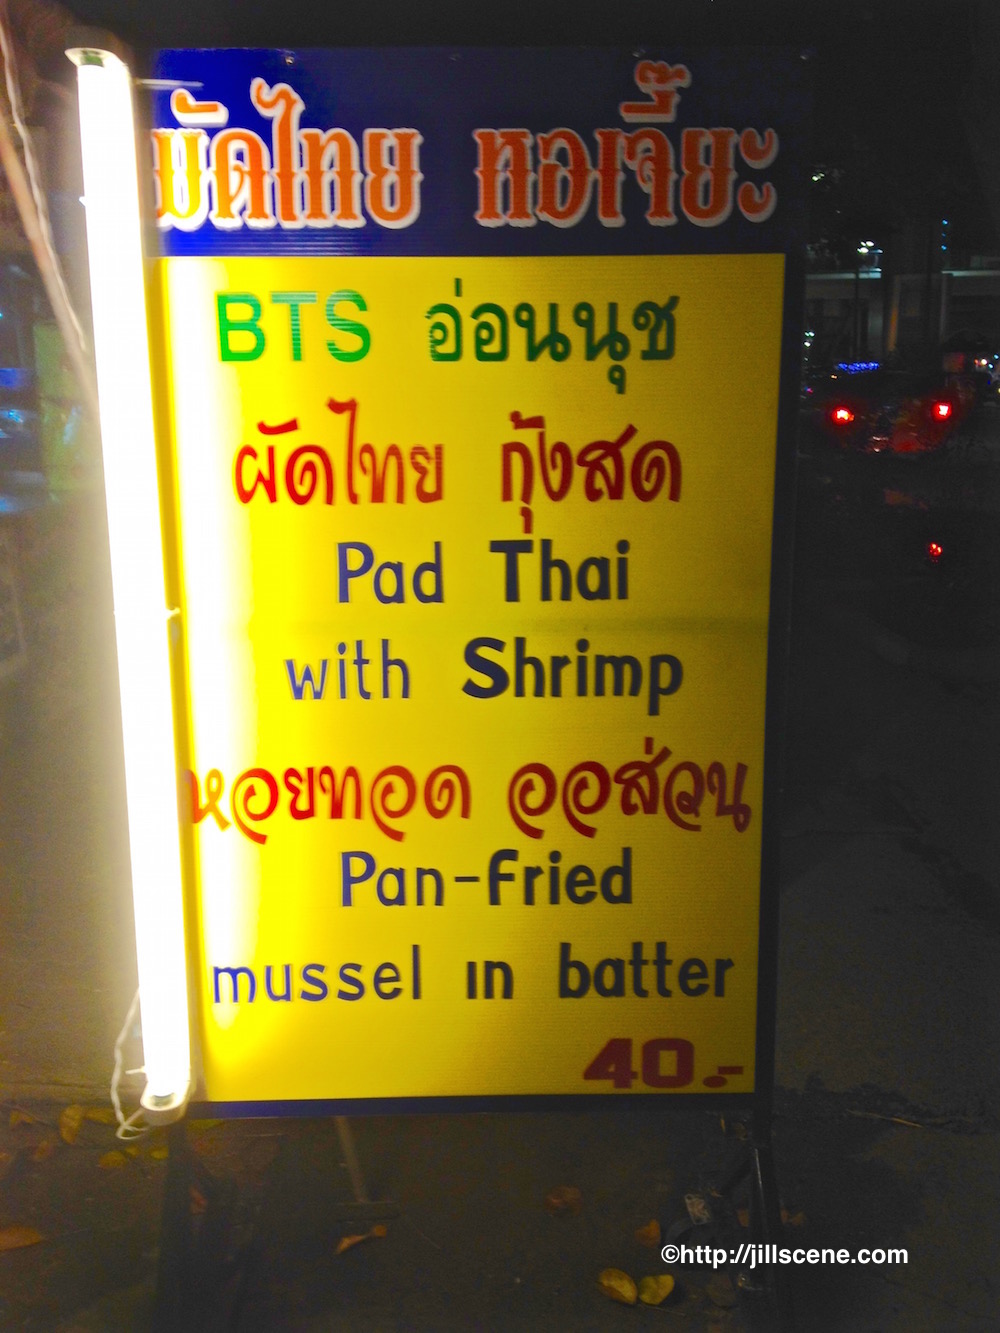 ผัดไทย หอเจี๊ยะ
BTS อ่อนนุช
ผัดไทย กุ้งสด
Pad Thai
with Shrimp
หอยทอด ออส่วน
Pan-Fried
mussel in batter
40.-
©http://jillscene.com